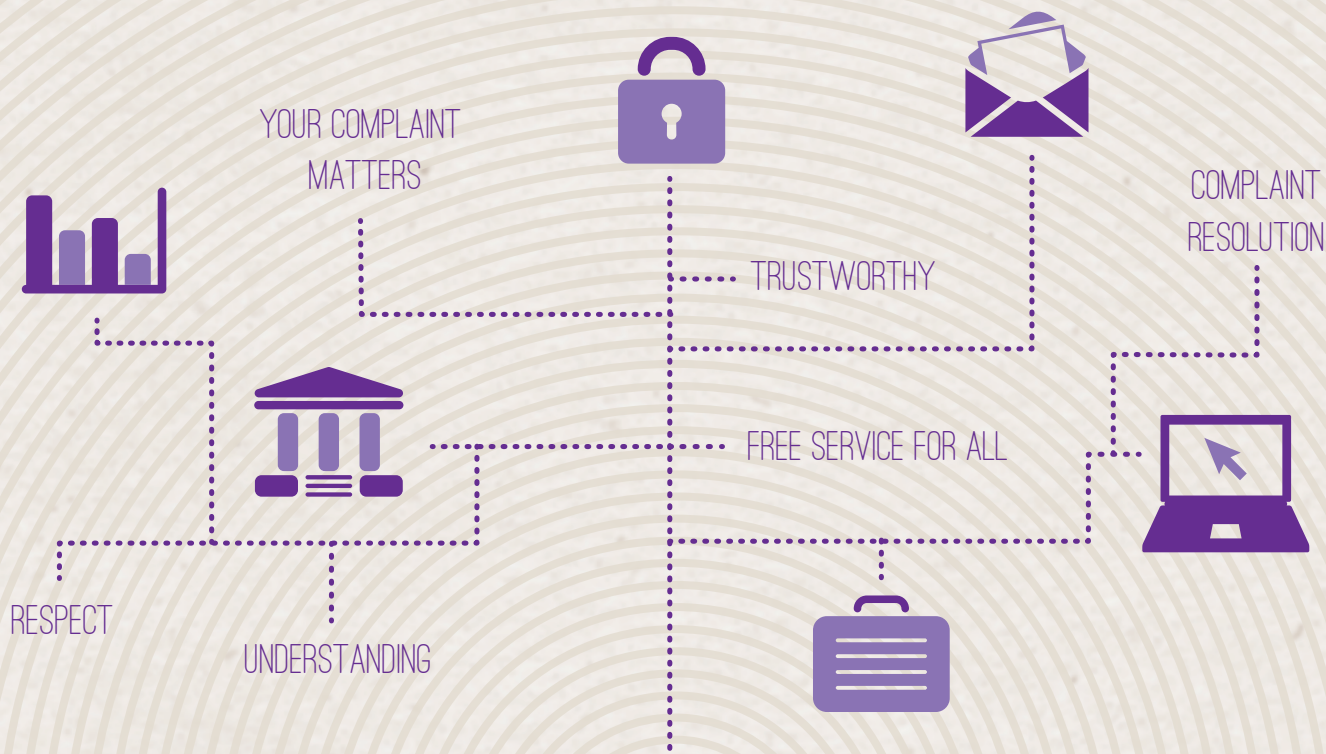 YOUR COMPLAINT
MATTERS
COMPLAINT
RESOLUTION
TRUSTWORTHY
FREE SERVICE FOR ALL
RESPECT
UNDERSTANDING